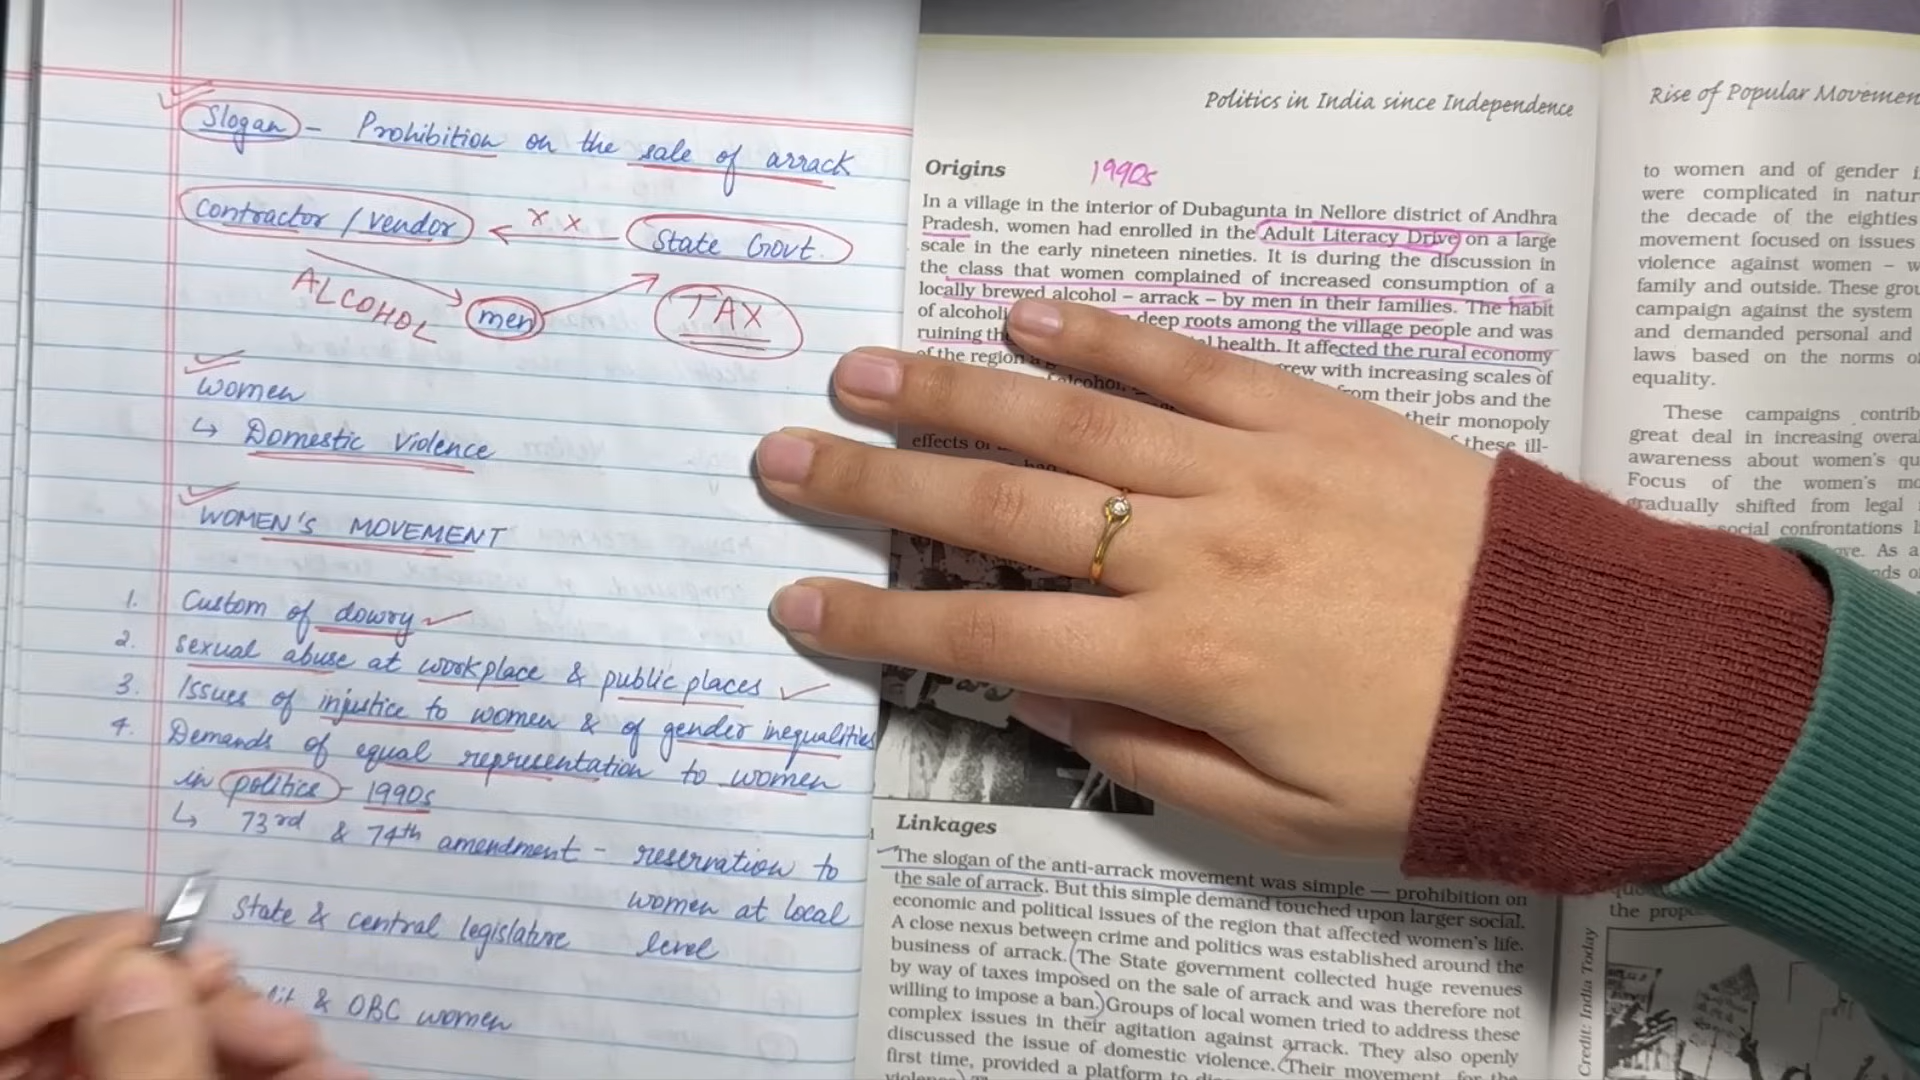 Slogan - Prohibition on the sale of arrack
Contractor / vendor x x State Govt.
ALCOHOL men TAX
Women
↳ Domestic Violence
WOMEN'S MOVEMENT
1. Custom of dowry
2. sexual abuse at workplace & public places
3. Issues of injustice to women & of gender inequalities
4. Demands of equal representation to women
in politics - 1990s
↳ 73rd & 74th amendment - reservation to
women at local
State & central legislature level
& OBC women
Politics in India since Independence
Origins 1990s
In a village in the interior of Dubagunta in Nellore district of Andhra
Pradesh, women had enrolled in the Adult Literacy Drive on a large
scale in the early nineteen nineties. It is during the discussion in
the class that women complained of increased consumption of a
locally brewed alcohol – arrack – by men in their families. The habit
of deep roots among the village people and was
ruining health. It affected the rural economy
of the region with increasing scales of
alcohol, from their jobs and the
their monopoly
effects these ill-
Linkages
The slogan of the anti-arrack movement was simple — prohibition on
the sale of arrack. But this simple demand touched upon larger social,
economic and political issues of the region that affected women's life.
A close nexus between crime and politics was established around the
business of arrack. The State government collected huge revenues
by way of taxes imposed on the sale of arrack and was therefore not
willing to impose a ban. Groups of local women tried to address these
complex issues in their agitation against arrack. They also openly
discussed the issue of domestic violence. Their movement, for the
first time, provided a platform to
Rise of Popular
to women and of gender
were complicated in
the decade of the eighties
movement focused on issues
violence against women –
family and outside. These
campaign against the system
and demanded personal and
laws based on the norms
equality.
These campaigns
great deal in increasing
awareness about women's
Focus of the women's
gradually shifted from legal
social confrontations
As
the
Credit: India Today